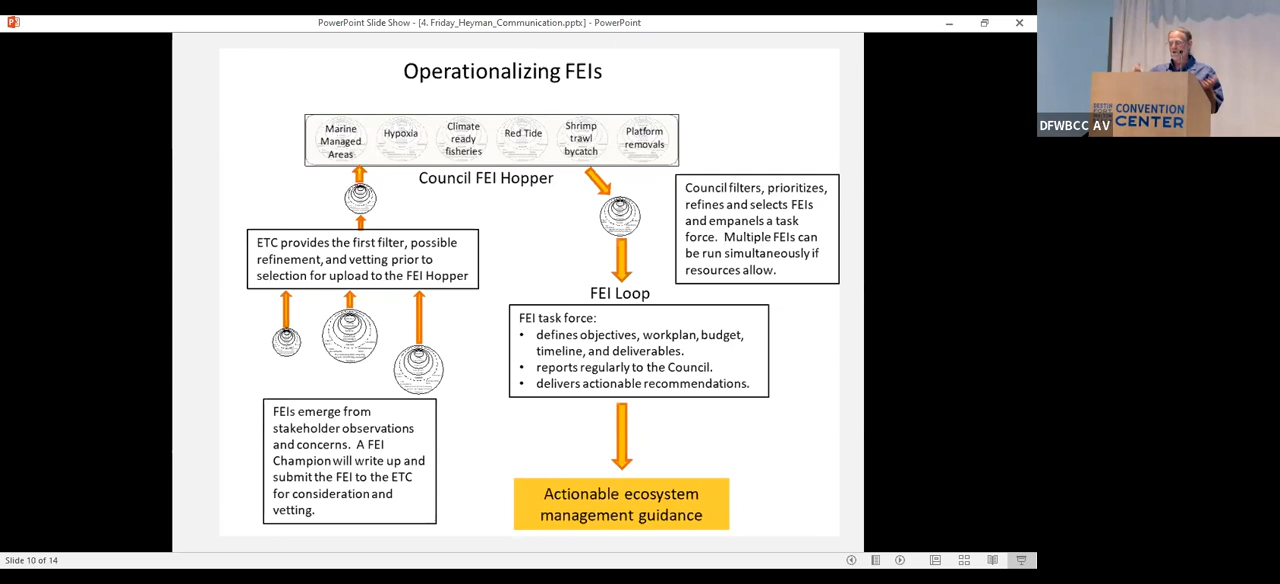 PowerPoint Slide Show - [4. Friday_Heyman_Communication.pptx] - PowerPoint
Operationalizing FEIs
Marine
Managed
Areas
Hypoxia
Climate
ready
fisheries
Red Tide
Shrimp
trawl
bycatch
Platform
removals
Council FEI Hopper
ETC provides the first filter, possible
refinement, and vetting prior to
selection for upload to the FEI Hopper
FEIs emerge from
stakeholder observations
and concerns. A FEI
Champion will write up and
submit the FEI to the ETC
for consideration and
vetting.
Council filters, prioritizes,
refines and selects FEIs
and empanels a task
force. Multiple FEIs can
be run simultaneously if
resources allow.
FEI Loop
FEI task force:
• defines objectives, workplan, budget,
timeline, and deliverables.
• reports regularly to the Council.
• delivers actionable recommendations.
Actionable ecosystem
management guidance
Slide 10 of 14
DESTIN
FORT
WALTON
CONVENTION
CENTER
DFWBCC AV